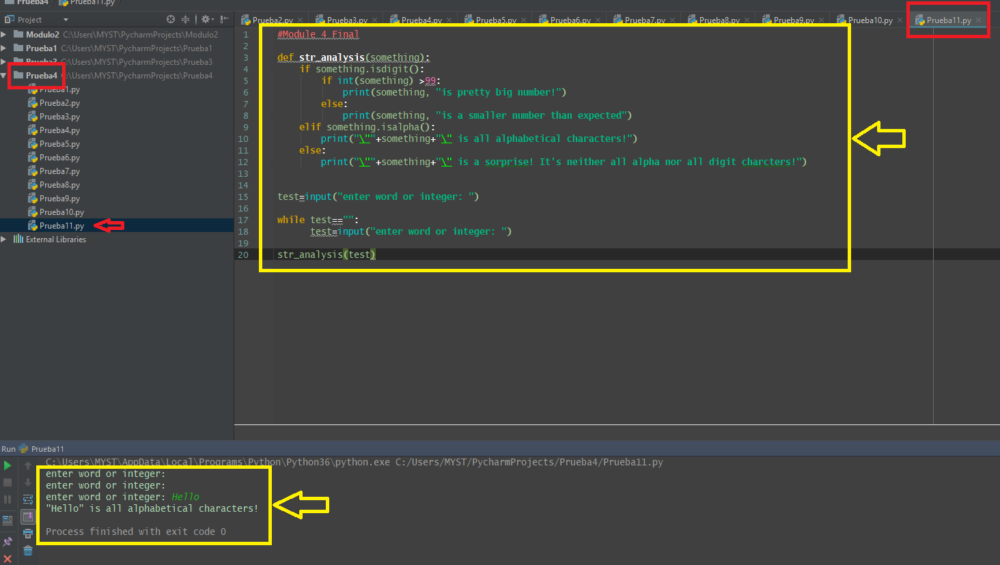 Prueba4 Prueba11.py
Project
Prueba2.py Prueba3.py Prueba4.py Prueba5.py Prueba6.py Prueba7.py Prueba8.py Prueba9.py Prueba10.py Prueba11.py
Modulo2 C:\Users\MYST\PycharmProjects\Modulo2
Prueba1 C:\Users\MYST\PycharmProjects\Prueba1
Prueba3 C:\Users\MYST\PycharmProjects\Prueba3
Prueba4 C:\Users\MYST\PycharmProjects\Prueba4
Prueba1.py
Prueba2.py
Prueba3.py
Prueba4.py
Prueba5.py
Prueba6.py
Prueba7.py
Prueba8.py
Prueba9.py
Prueba10.py
Prueba11.py
External Libraries
1 #Module 4 Final
2
3 def str_analysis(something):
4 if something.isdigit():
5 if int(something) >99:
6 print(something, "is pretty big number!")
7 else:
8 print(something, "is a smaller number than expected")
9 elif something.isalpha():
10 print("\""+something+"\" is all alphabetical characters!")
11 else:
12 print("\""+something+"\" is a sorprise! It's neither all alpha nor all digit charcters!")
13
14
15 test=input("enter word or integer: ")
16
17 while test=="":
18 test=input("enter word or integer: ")
19
20 str_analysis(test)
Run Prueba11
C:\Users\MYST\AppData\Local\Programs\Python\Python36\python.exe C:/Users/MYST/PycharmProjects/Prueba4/Prueba11.py
enter word or integer:
enter word or integer:
enter word or integer: Hello
"Hello" is all alphabetical characters!
Process finished with exit code 0